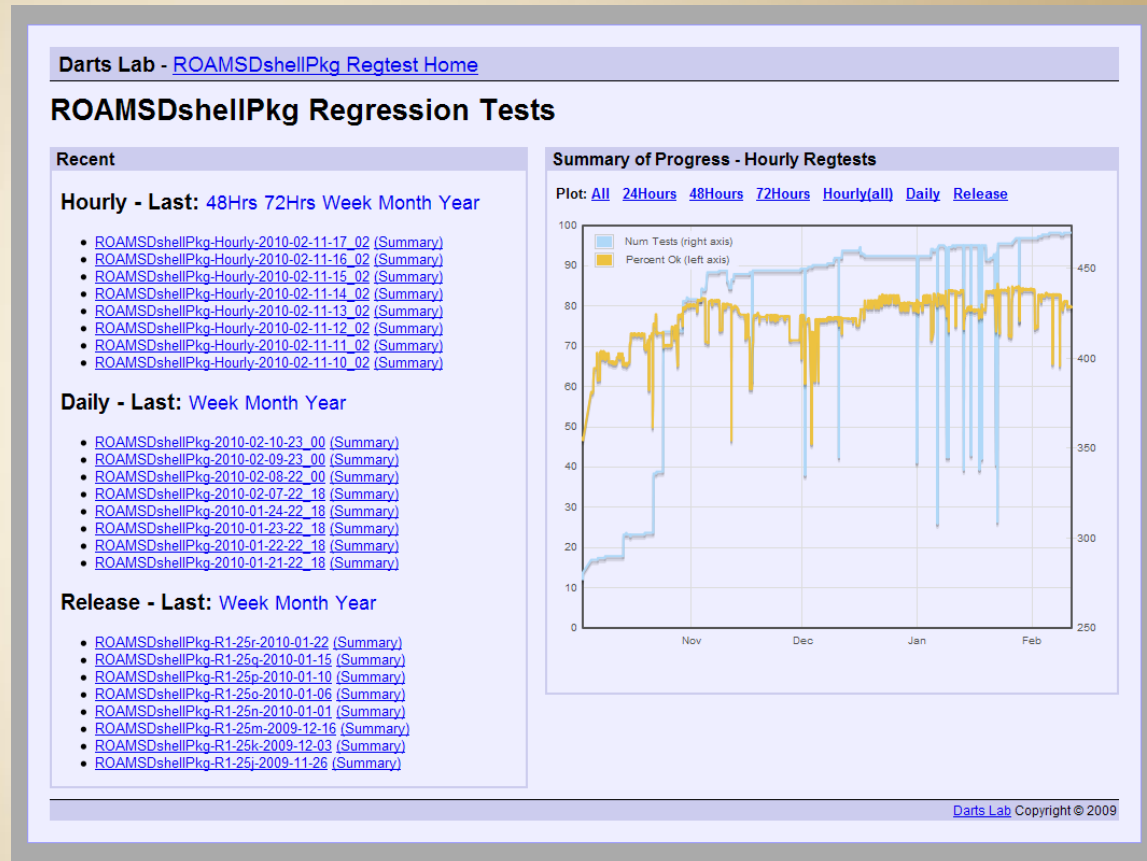 Darts Lab - ROAMSDshellPkg Regtest Home
ROAMSDshellPkg Regression Tests
Recent
Hourly - Last: 48Hrs 72Hrs Week Month Year
ROAMSDshellPkg-Hourly-2010-02-11-17_02 (Summary)
ROAMSDshellPkg-Hourly-2010-02-11-16_02 (Summary)
ROAMSDshellPkg-Hourly-2010-02-11-15_02 (Summary)
ROAMSDshellPkg-Hourly-2010-02-11-14_02 (Summary)
ROAMSDshellPkg-Hourly-2010-02-11-13_02 (Summary)
ROAMSDshellPkg-Hourly-2010-02-11-12_02 (Summary)
ROAMSDshellPkg-Hourly-2010-02-11-11_02 (Summary)
ROAMSDshellPkg-Hourly-2010-02-11-10_02 (Summary)
Daily - Last: Week Month Year
ROAMSDshellPkg-2010-02-10-23_00 (Summary)
ROAMSDshellPkg-2010-02-09-23_00 (Summary)
ROAMSDshellPkg-2010-02-08-22_00 (Summary)
ROAMSDshellPkg-2010-02-07-22_18 (Summary)
ROAMSDshellPkg-2010-01-24-22_18 (Summary)
ROAMSDshellPkg-2010-01-23-22_18 (Summary)
ROAMSDshellPkg-2010-01-22-22_18 (Summary)
ROAMSDshellPkg-2010-01-21-22_18 (Summary)
Release - Last: Week Month Year
ROAMSDshellPkg-R1-25r-2010-01-22 (Summary)
ROAMSDshellPkg-R1-25q-2010-01-15 (Summary)
ROAMSDshellPkg-R1-25p-2010-01-10 (Summary)
ROAMSDshellPkg-R1-25o-2010-01-06 (Summary)
ROAMSDshellPkg-R1-25n-2010-01-01 (Summary)
ROAMSDshellPkg-R1-25m-2009-12-16 (Summary)
ROAMSDshellPkg-R1-25k-2009-12-03 (Summary)
ROAMSDshellPkg-R1-25j-2009-11-26 (Summary)
Summary of Progress - Hourly Regtests
Plot: All 24Hours 48Hours 72Hours Hourly(all) Daily Release
Num Tests (right axis)
Percent Ok (left axis)
100
90
80
70
60
50
40
30
20
10
0
450
400
350
300
250
Nov Dec Jan Feb
Darts Lab Copyright © 2009